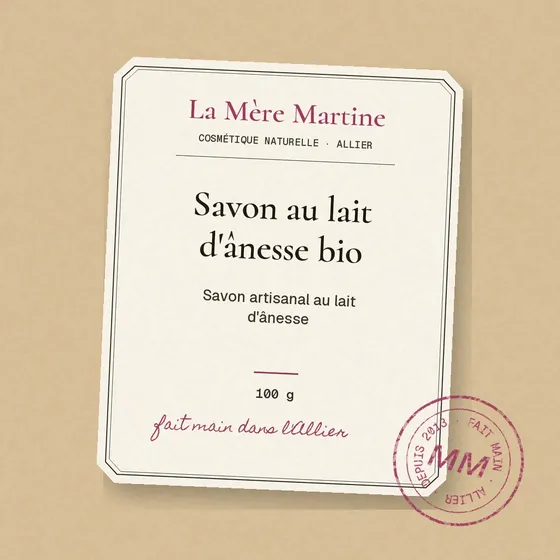 La Mère Martine
COSMÉTIQUE NATURELLE · ALLIER
Savon au lait
d'ânesse bio
Savon artisanal au lait
d'ânesse
100 g
fait main dans l'Allier
DEPUIS 2013 · FAIT MAIN · ALLIER ·
MM